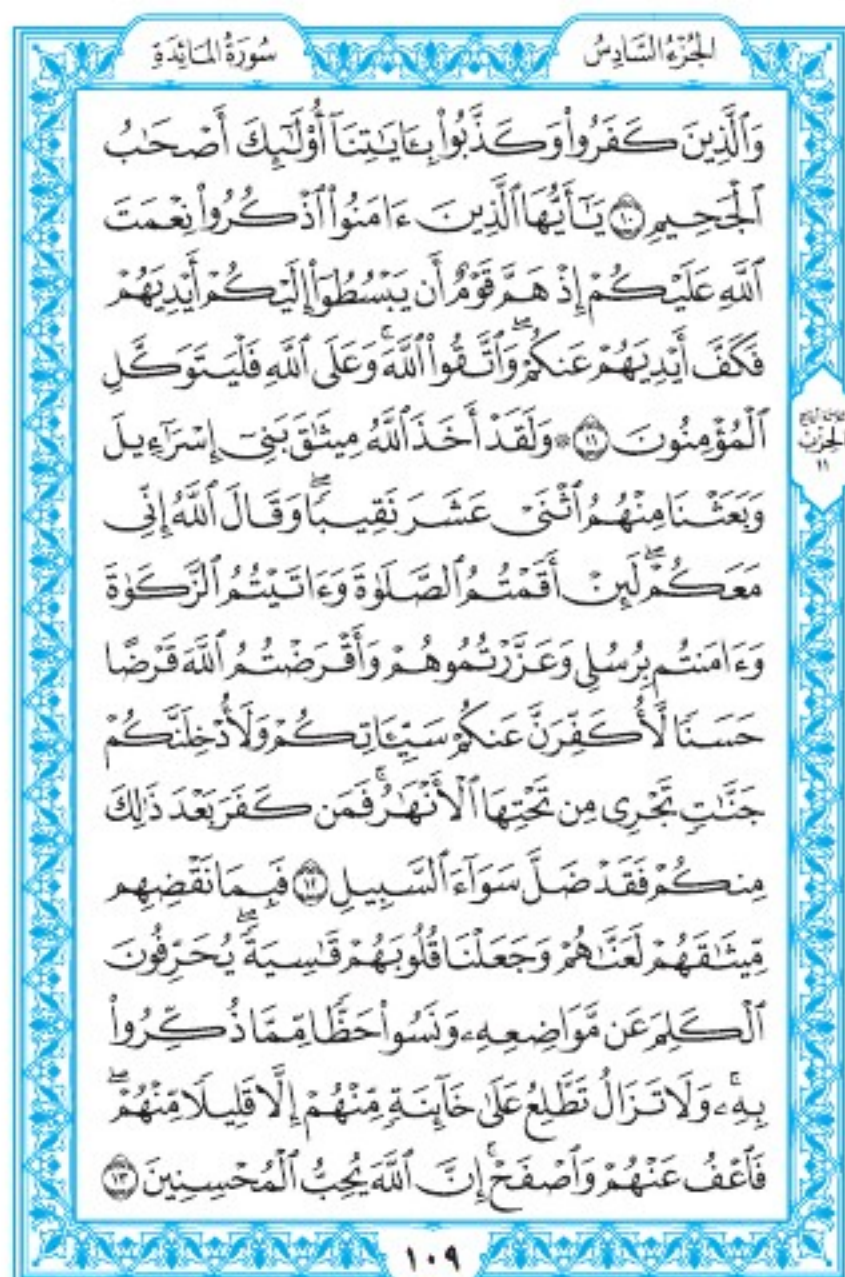 الجُزْءُ السَّادِسُ
سُورَةُ المَائِدَةِ
وَٱلَّذِينَ كَفَرُواْ وَكَذَّبُواْ بِـَٔايَٰتِنَآ أُوْلَٰٓئِكَ أَصۡحَٰبُ
ٱلۡجَحِيمِ ١٠ يَٰٓأَيُّهَا ٱلَّذِينَ ءَامَنُواْ ٱذۡكُرُواْ نِعۡمَتَ
ٱللَّهِ عَلَيۡكُمۡ إِذۡ هَمَّ قَوۡمٌ أَن يَبۡسُطُوٓاْ إِلَيۡكُمۡ أَيۡدِيَهُمۡ
فَكَفَّ أَيۡدِيَهُمۡ عَنكُمۡۖ وَٱتَّقُواْ ٱللَّهَۚ وَعَلَى ٱللَّهِ فَلۡيَتَوَكَّلِ
ٱلۡمُؤۡمِنُونَ ١١ ۞ وَلَقَدۡ أَخَذَ ٱللَّهُ مِيثَٰقَ بَنِيٓ إِسۡرَٰٓءِيلَ
وَبَعَثۡنَا مِنۡهُمُ ٱثۡنَيۡ عَشَرَ نَقِيبٗاۖ وَقَالَ ٱللَّهُ إِنِّي
مَعَكُمۡۖ لَئِنۡ أَقَمۡتُمُ ٱلصَّلَوٰةَ وَءَاتَيۡتُمُ ٱلزَّكَوٰةَ
وَءَامَنتُم بِرُسُلِي وَعَزَّرۡتُمُوهُمۡ وَأَقۡرَضۡتُمُ ٱللَّهَ قَرۡضًا
حَسَنٗا لَّأُكَفِّرَنَّ عَنكُمۡ سَيِّـَٔاتِكُمۡ وَلَأُدۡخِلَنَّكُمۡ
جَنَّٰتٖ تَجۡرِي مِن تَحۡتِهَا ٱلۡأَنۡهَٰرُۚ فَمَن كَفَرَ بَعۡدَ ذَٰلِكَ
مِنكُمۡ فَقَدۡ ضَلَّ سَوَآءَ ٱلسَّبِيلِ ١٢ فَبِمَا نَقۡضِهِم
مِّيثَٰقَهُمۡ لَعَنَّٰهُمۡ وَجَعَلۡنَا قُلُوبَهُمۡ قَٰسِيَةٗۖ يُحَرِّفُونَ
ٱلۡكَلِمَ عَن مَّوَاضِعِهِۦ وَنَسُواْ حَظّٗا مِّمَّا ذُكِّرُواْ
بِهِۦۚ وَلَا تَزَالُ تَطَّلِعُ عَلَىٰ خَآئِنَةٖ مِّنۡهُمۡ إِلَّا قَلِيلٗا مِّنۡهُمۡۖ
فَٱعۡفُ عَنۡهُمۡ وَٱصۡفَحۡۚ إِنَّ ٱللَّهَ يُحِبُّ ٱلۡمُحۡسِنِينَ ١٣
الحِزْبُ
١١
١٠٩